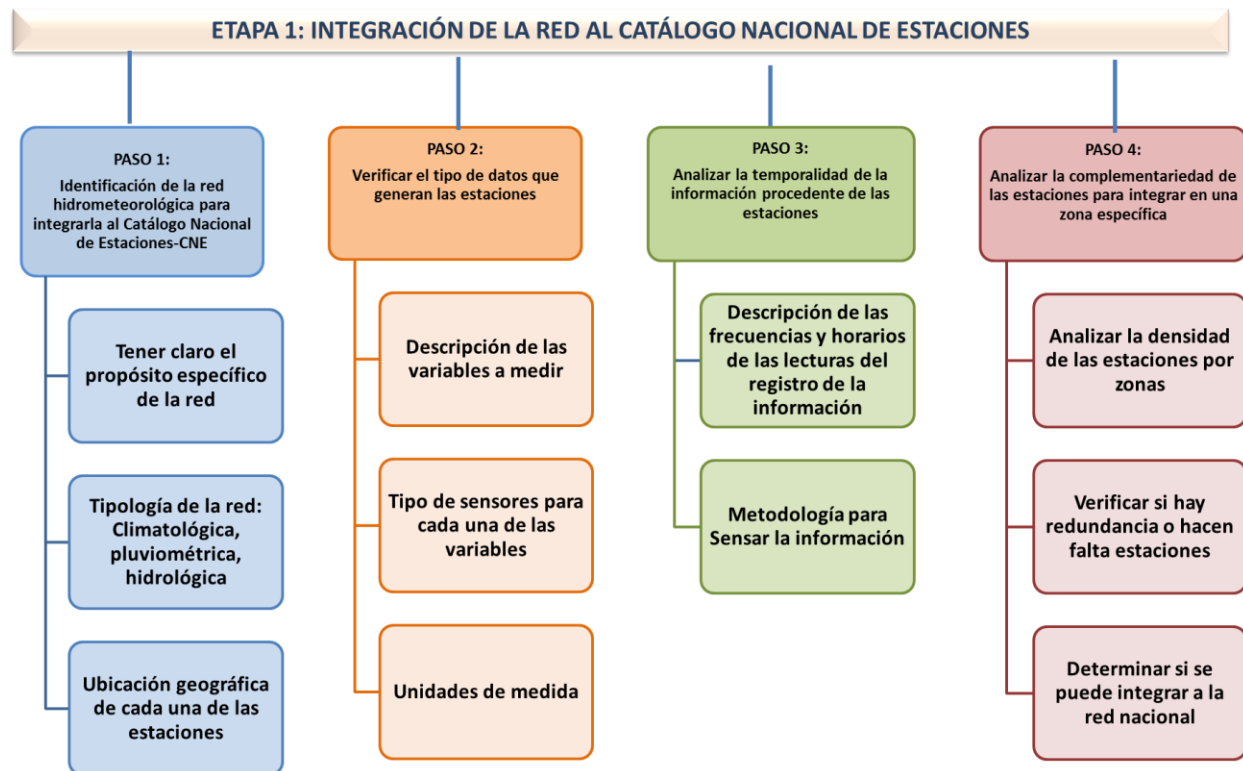 ETAPA 1: INTEGRACIÓN DE LA RED AL CATÁLOGO NACIONAL DE ESTACIONES
PASO 1:
Identificación de la red
hidrometeorológica para
integrarla al Catálogo Nacional
de Estaciones-CNE
Tener claro el
propósito específico
de la red
Tipología de la red:
Climatológica,
pluviométrica,
hidrológica
Ubicación geográfica
de cada una de las
estaciones
PASO 2:
Verificar el tipo de datos que
generan las estaciones
Descripción de las
variables a medir
Tipo de sensores para
cada una de las
variables
Unidades de medida
PASO 3:
Analizar la temporalidad de la
información procedente de las
estaciones
Descripción de las
frecuencias y horarios
de las lecturas del
registro de la
información
Metodología para
Sensar la información
PASO 4:
Analizar la complementariedad de
las estaciones para integrar en una
zona específica
Analizar la densidad
de las estaciones por
zonas
Verificar si hay
redundancia o hacen
falta estaciones
Determinar si se
puede integrar a la
red nacional